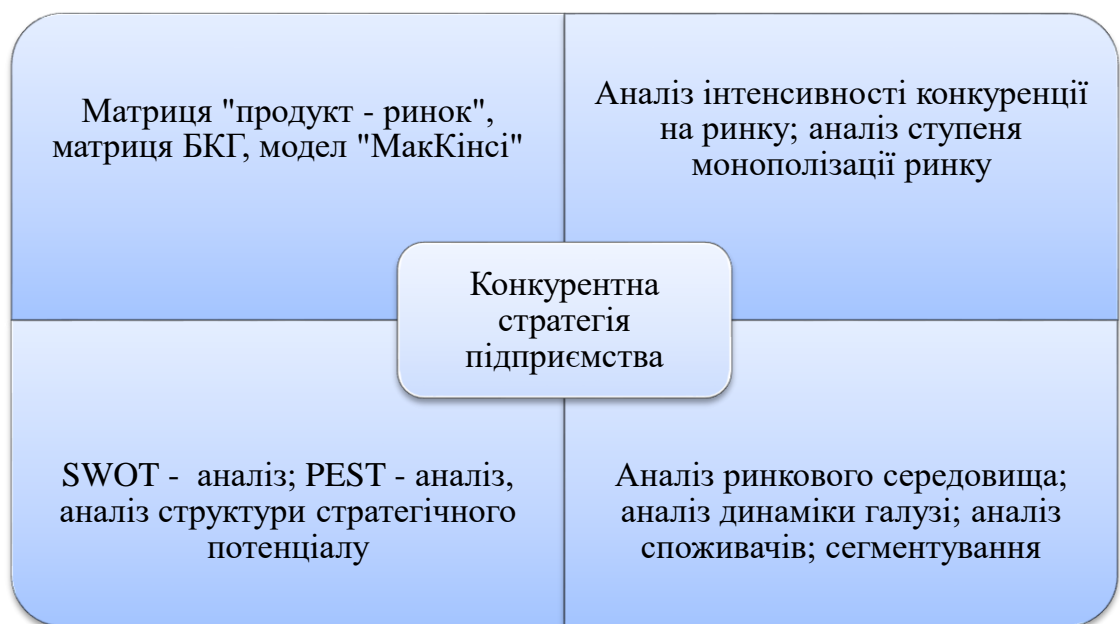 Матриця "продукт - ринок",
матриця БКГ, модел "МакКінсі"
Аналіз інтенсивності конкуренції
на ринку; аналіз ступеня
монополізації ринку
Конкурентна
стратегія
підприємства
SWOT -  аналіз; PEST - аналіз,
аналіз структури стратегічного
потенціалу
Аналіз ринкового середовища;
аналіз динаміки галузі; аналіз
споживачів; сегментування